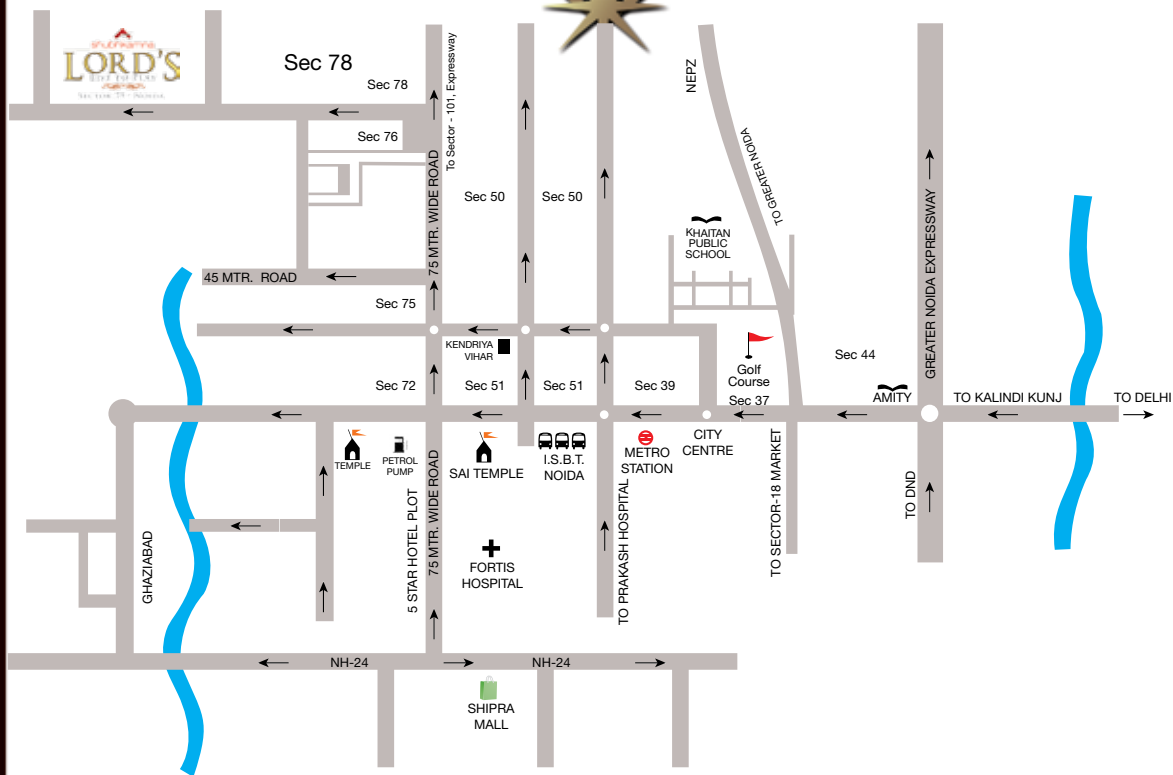 shubhkamna
LORD'S
SECTOR 79 - NOIDA
Sec 78
Sec 78
Sec 76
To Sector - 101, Expressway
75 MTR. WIDE ROAD
Sec 50
Sec 50
NEPZ
TO GREATER NOIDA
KHAITAN
PUBLIC
SCHOOL
GREATER NOIDA EXPRESSWAY
45 MTR. ROAD
Sec 75
KENDRIYA
VIHAR
Sec 72
Sec 51
Sec 51
Sec 39
Golf
Course
Sec 37
Sec 44
AMITY
TO KALINDI KUNJ
TO DELHI
TEMPLE
PETROL
PUMP
SAI TEMPLE
I.S.B.T.
NOIDA
METRO
STATION
CITY
CENTRE
TO SECTOR-18 MARKET
TO DND
GHAZIABAD
5 STAR HOTEL PLOT
75 MTR. WIDE ROAD
FORTIS
HOSPITAL
TO PRAKASH HOSPITAL
NH-24
NH-24
SHIPRA
MALL